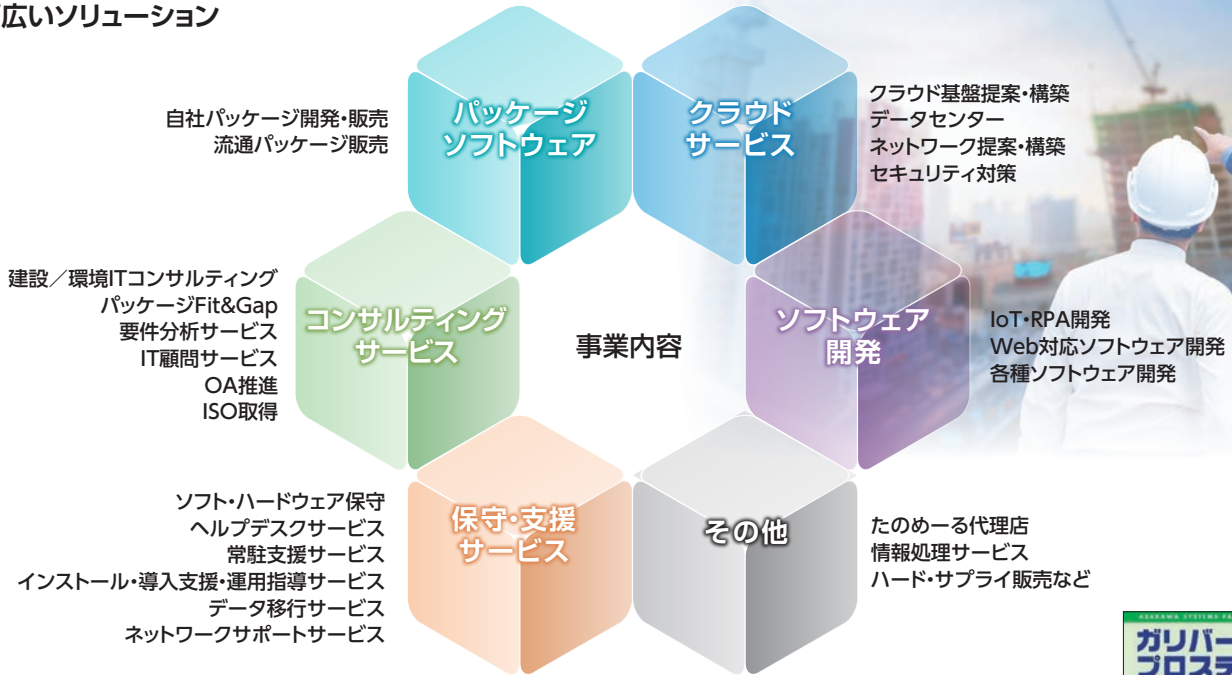 広いソリューション
パッケージ
ソフトウェア
自社パッケージ開発・販売
流通パッケージ販売
クラウド
サービス
クラウド基盤提案・構築
データセンター
ネットワーク提案・構築
セキュリティ対策
コンサルティング
サービス
建設／環境ITコンサルティング
パッケージFit&Gap
要件分析サービス
IT顧問サービス
OA推進
ISO取得
事業内容
ソフトウェア
開発
IoT・RPA開発
Web対応ソフトウェア開発
各種ソフトウェア開発
保守・支援
サービス
ソフト・ハードウェア保守
ヘルプデスクサービス
常駐支援サービス
インストール・導入支援・運用指導サービス
データ移行サービス
ネットワークサポートサービス
その他
たのめーる代理店
情報処理サービス
ハード・サプライ販売など
ガリバー
プロステ